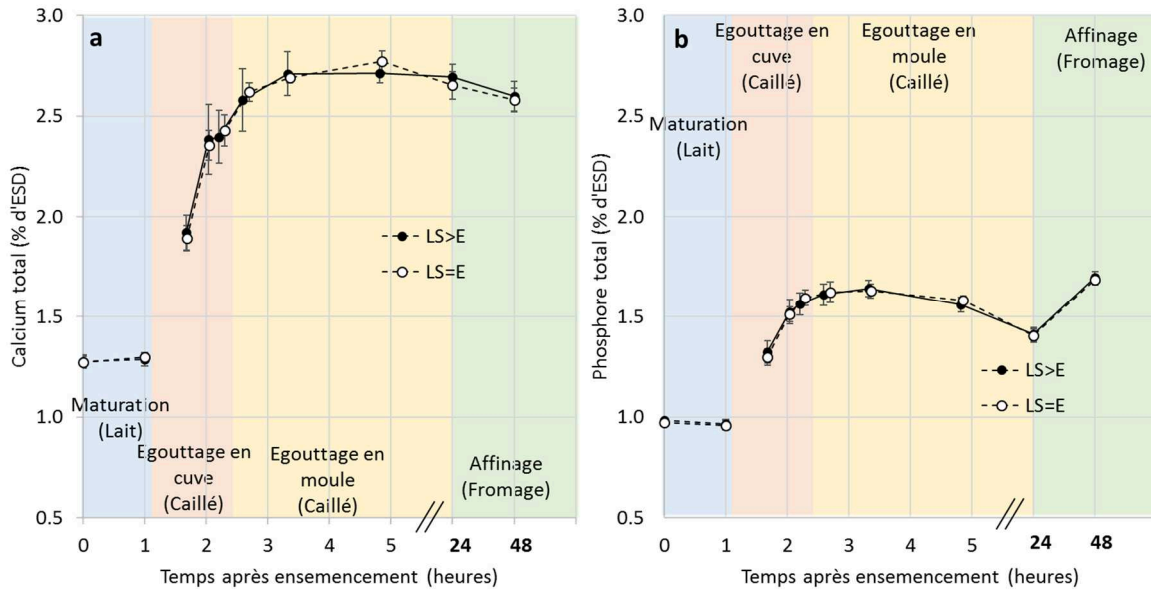 a
3.0
2.5
2.0
1.5
1.0
0.5
Calcium total (% d'ESD)
LS>E
LS=E
Maturation
(Lait)
Egouttage en
cuve
(Caillé)
Egouttage en
moule
(Caillé)
Affinage
(Fromage)
0 1 2 3 4 5 24 48
Temps après ensemencement (heures)
b
3.0
2.5
2.0
1.5
1.0
0.5
Phosphore total (% d'ESD)
Egouttage en
cuve
(Caillé)
Egouttage en
moule
(Caillé)
Affinage
(Fromage)
Maturation
(Lait)
LS>E
LS=E
0 1 2 3 4 5 24 48
Temps après ensemencement (heures)